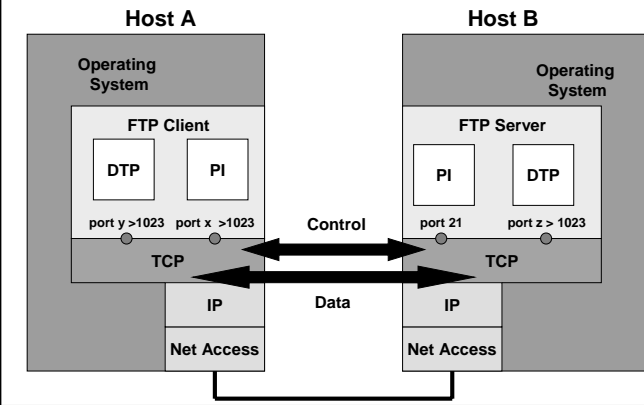 Host A
Host B
Operating
System
Operating
System
FTP Client
FTP Server
DTP
PI
PI
DTP
port y >1023
port x  >1023
Control
port 21
port z > 1023
TCP
TCP
Data
IP
IP
Net Access
Net Access